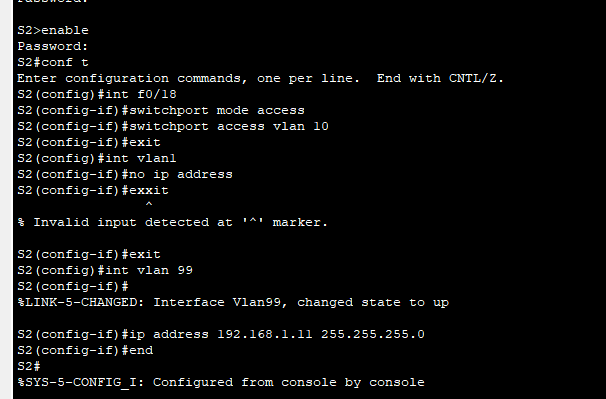 S2>enable
Password:
S2#conf t
Enter configuration commands, one per line.  End with CNTL/Z.
S2(config)#int f0/18
S2(config-if)#switchport mode access
S2(config-if)#switchport access vlan 10
S2(config-if)#exit
S2(config)#int vlan1
S2(config-if)#no ip address
S2(config-if)#exxit
^
% Invalid input detected at '^' marker.
S2(config-if)#exit
S2(config)#int vlan 99
S2(config-if)#
%LINK-5-CHANGED: Interface Vlan99, changed state to up
S2(config-if)#ip address 192.168.1.11 255.255.255.0
S2(config-if)#end
S2#
%SYS-5-CONFIG_I: Configured from console by console